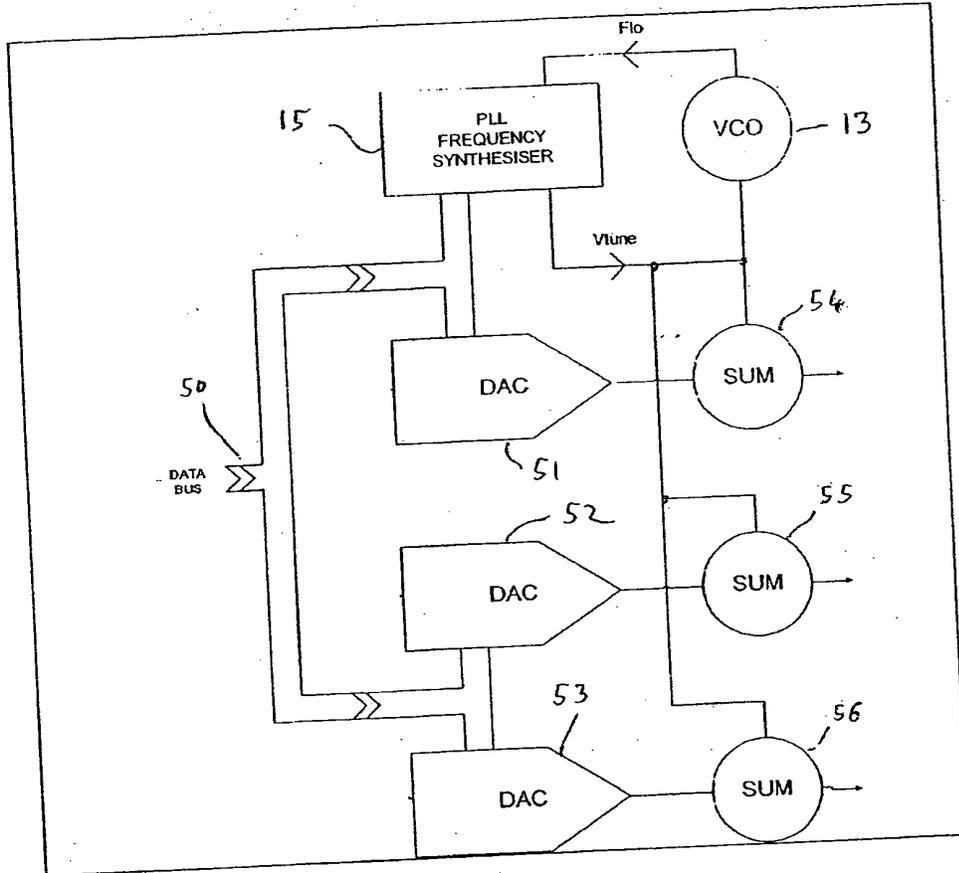 Flo
15
PLL
FREQUENCY
SYNTHESISER
VCO
13
Vtune
54
50
DAC
SUM
DATA
BUS
51
52
55
DAC
SUM
53
56
DAC
SUM